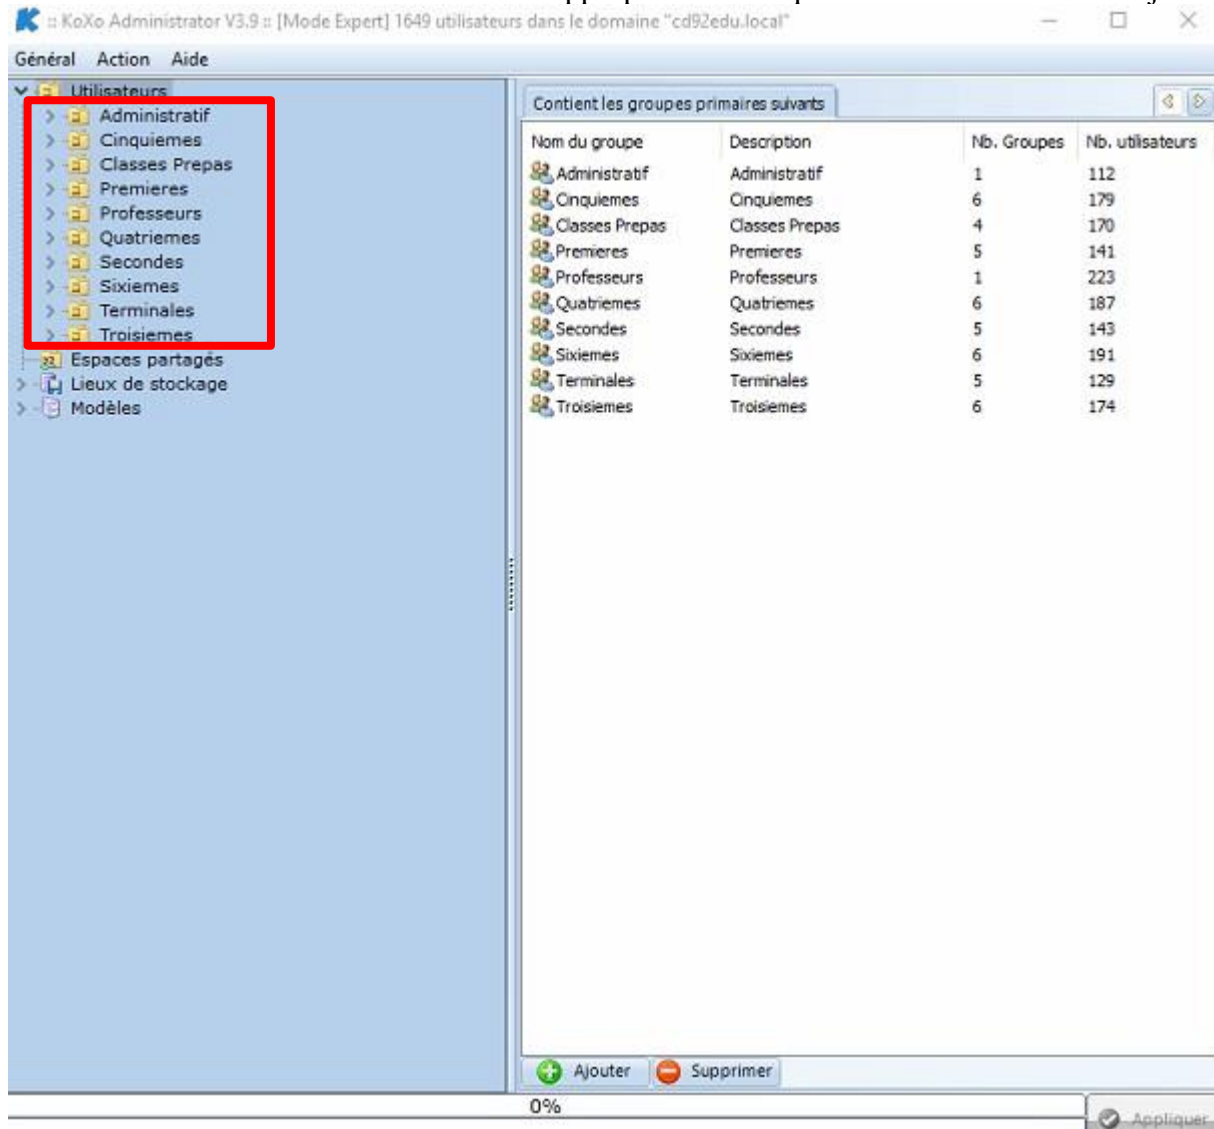 :: KoXo Administrator V3.9 :: [Mode Expert] 1649 utilisateurs dans le domaine "cd92edu.local"
Général Action Aide
Utilisateurs
Administratif
Cinquiemes
Classes Prepas
Premieres
Professeurs
Quatriemes
Secondes
Sixiemes
Terminales
Troisiemes
Espaces partagés
Lieux de stockage
Modèles
Contient les groupes primaires suivants
Nom du groupe Description Nb. Groupes Nb. utilisateurs
Administratif Administratif 1 112
Cinquiemes Cinquiemes 6 179
Classes Prepas Classes Prepas 4 170
Premieres Premieres 5 141
Professeurs Professeurs 1 223
Quatriemes Quatriemes 6 187
Secondes Secondes 5 143
Sixiemes Sixiemes 6 191
Terminales Terminales 5 129
Troisiemes Troisiemes 6 174
Ajouter Supprimer
0%
Appliquer